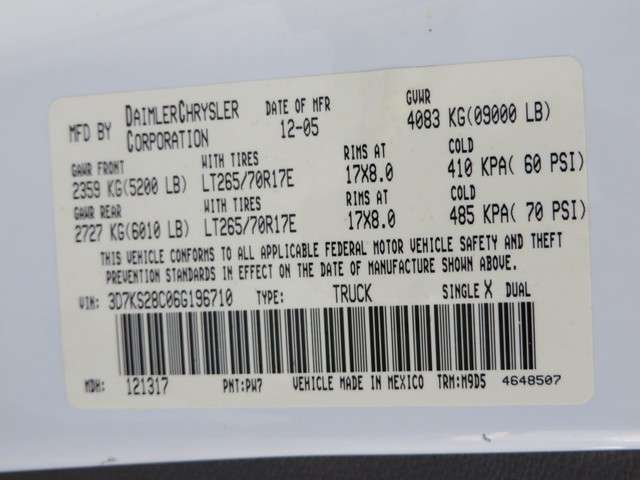 MFD BY DAIMLERCHRYSLER CORPORATION DATE OF MFR 12-05 GVWR 4083 KG(09000 LB)
GAWR FRONT WITH TIRES RIMS AT COLD
2359 KG(5200 LB) LT265/70R17E 17X8.0 410 KPA( 60 PSI)
GAWR REAR WITH TIRES RIMS AT COLD
2727 KG(6010 LB) LT265/70R17E 17X8.0 485 KPA( 70 PSI)
THIS VEHICLE CONFORMS TO ALL APPLICABLE FEDERAL MOTOR VEHICLE SAFETY AND THEFT
PREVENTION STANDARDS IN EFFECT ON THE DATE OF MANUFACTURE SHOWN ABOVE.
VIN: 3D7KS28C06G196710 TYPE: TRUCK SINGLE X DUAL
MDH: 121317 PNT:PW7 VEHICLE MADE IN MEXICO TRM:M9D5 4648507